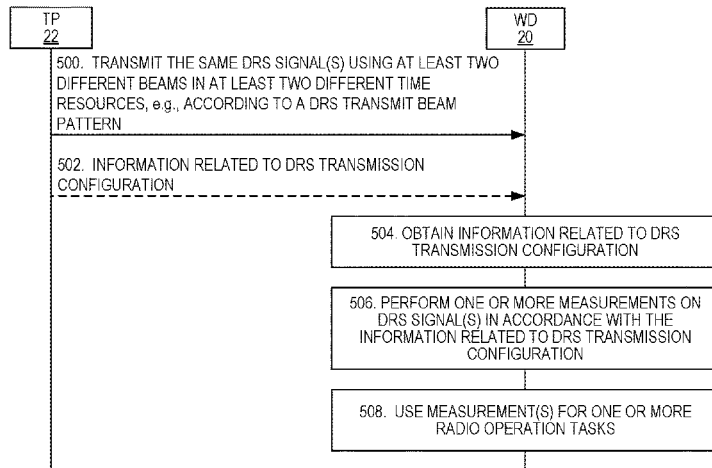 TP
22
WD
20
500. TRANSMIT THE SAME DRS SIGNAL(S) USING AT LEAST TWO
DIFFERENT BEAMS IN AT LEAST TWO DIFFERENT TIME
RESOURCES, e.g., ACCORDING TO A DRS TRANSMIT BEAM
PATTERN
502. INFORMATION RELATED TO DRS TRANSMISSION
CONFIGURATION
504. OBTAIN INFORMATION RELATED TO DRS
TRANSMISSION CONFIGURATION
506. PERFORM ONE OR MORE MEASUREMENTS ON
DRS SIGNAL(S) IN ACCORDANCE WITH THE
INFORMATION RELATED TO DRS TRANSMISSION
CONFIGURATION
508. USE MEASUREMENT(S) FOR ONE OR MORE
RADIO OPERATION TASKS